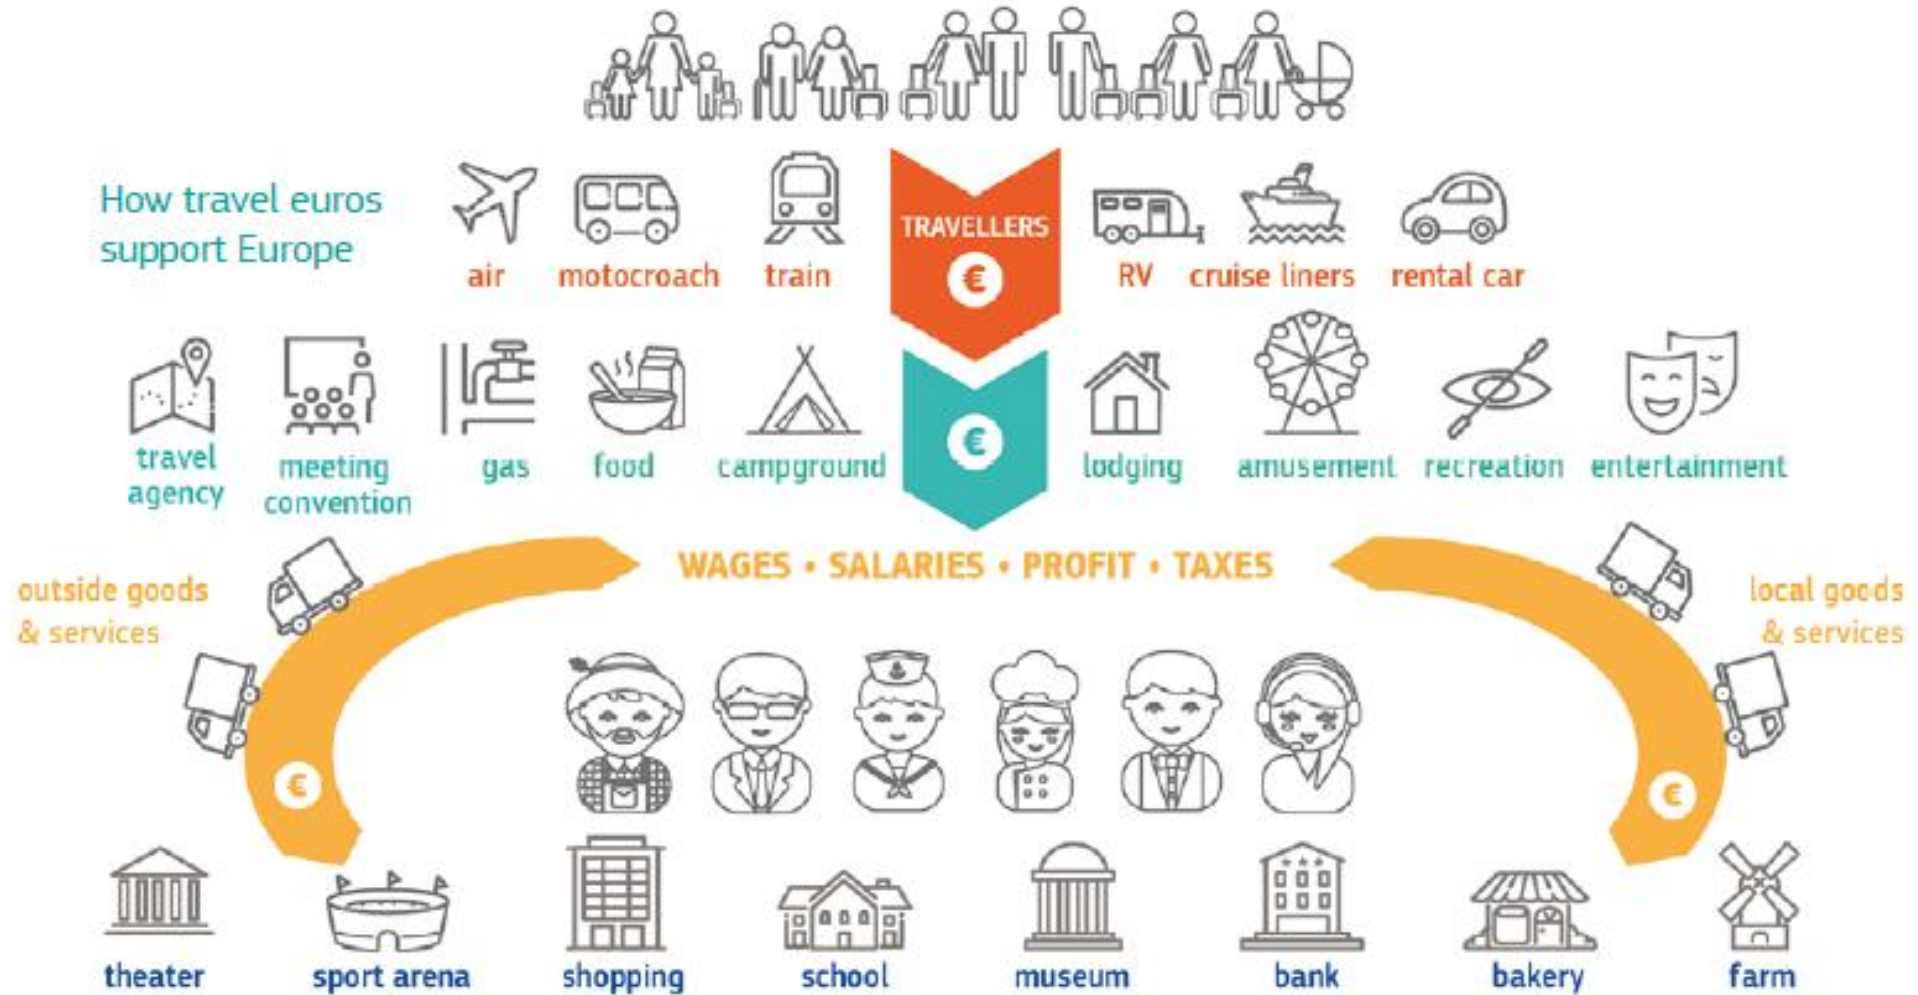 How travel euros
support Europe
TRAVELLERS
€
air
motocroach
train
RV
cruise liners
rental car
€
travel
agency
meeting
convention
gas
food
campground
lodging
amusement
recreation
entertainment
WAGES • SALARIES • PROFIT • TAXES
outside goods
& services
local goods
& services
€
€
theater
sport arena
shopping
school
museum
bank
bakery
farm